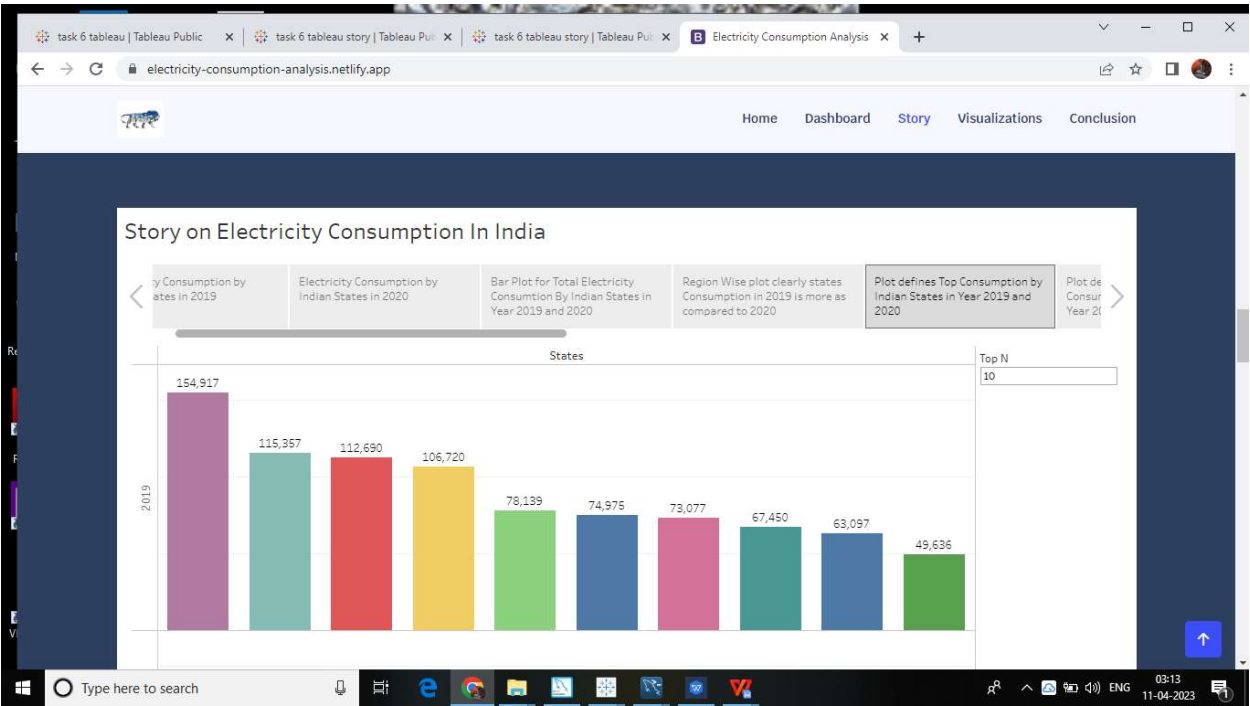 task 6 tableau | Tableau Public
task 6 tableau story | Tableau Pub
task 6 tableau story | Tableau Pub
Electricity Consumption Analysis
electricity-consumption-analysis.netlify.app
Home Dashboard Story Visualizations Conclusion
Story on Electricity Consumption In India
y Consumption by
ates in 2019
Electricity Consumption by
Indian States in 2020
Bar Plot for Total Electricity
Consumtion By Indian States in
Year 2019 and 2020
Region Wise plot clearly states
Consumption in 2019 is more as
compared to 2020
Plot defines Top Consumption by
Indian States in Year 2019 and
2020
Plot de
Consur
Year 20
States
Top N
10
2019
154,917
115,357
112,690
106,720
78,139
74,975
73,077
67,450
63,097
49,636
Type here to search
ENG
03:13
11-04-2023
1